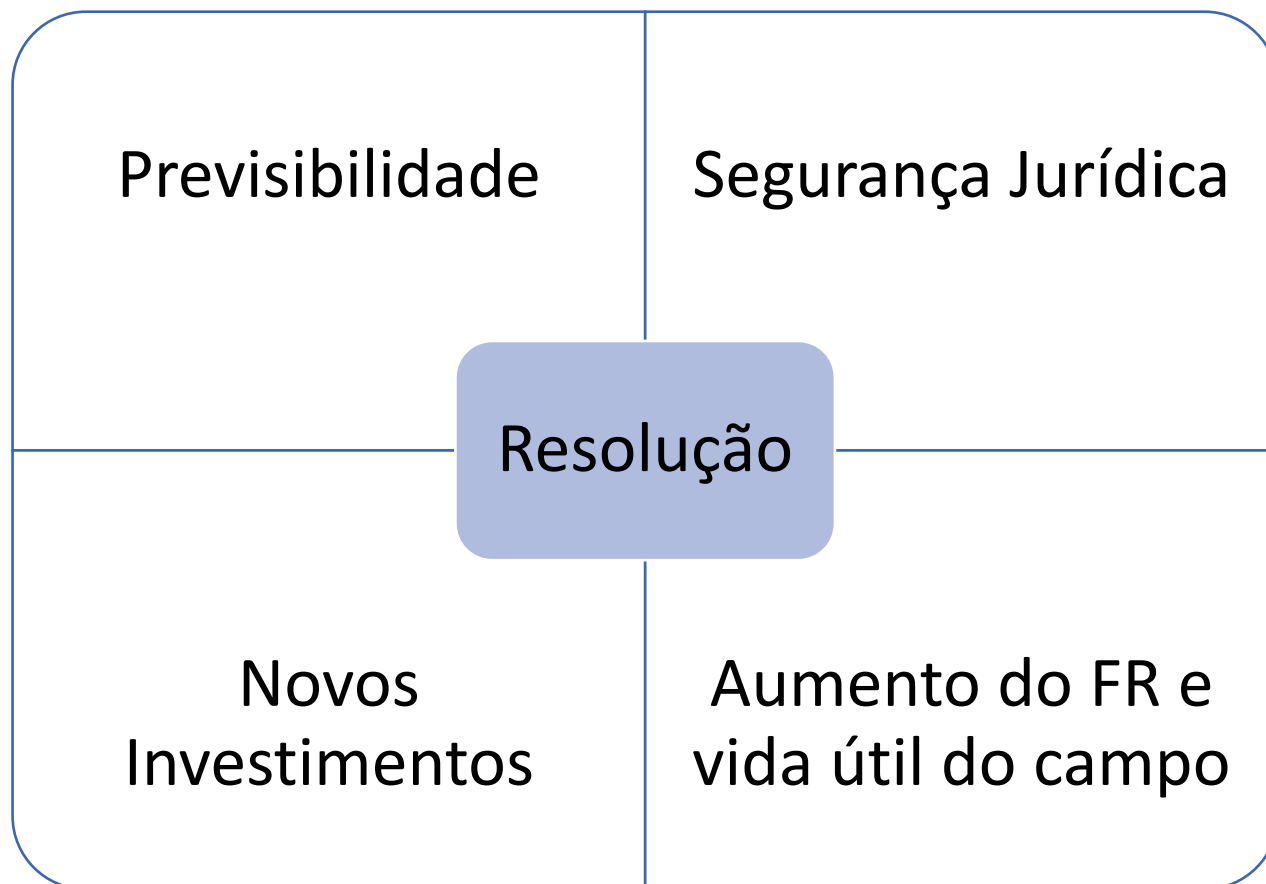 Previsibilidade
Segurança Jurídica
Resolução
Novos
Investimentos
Aumento do FR e
vida útil do campo